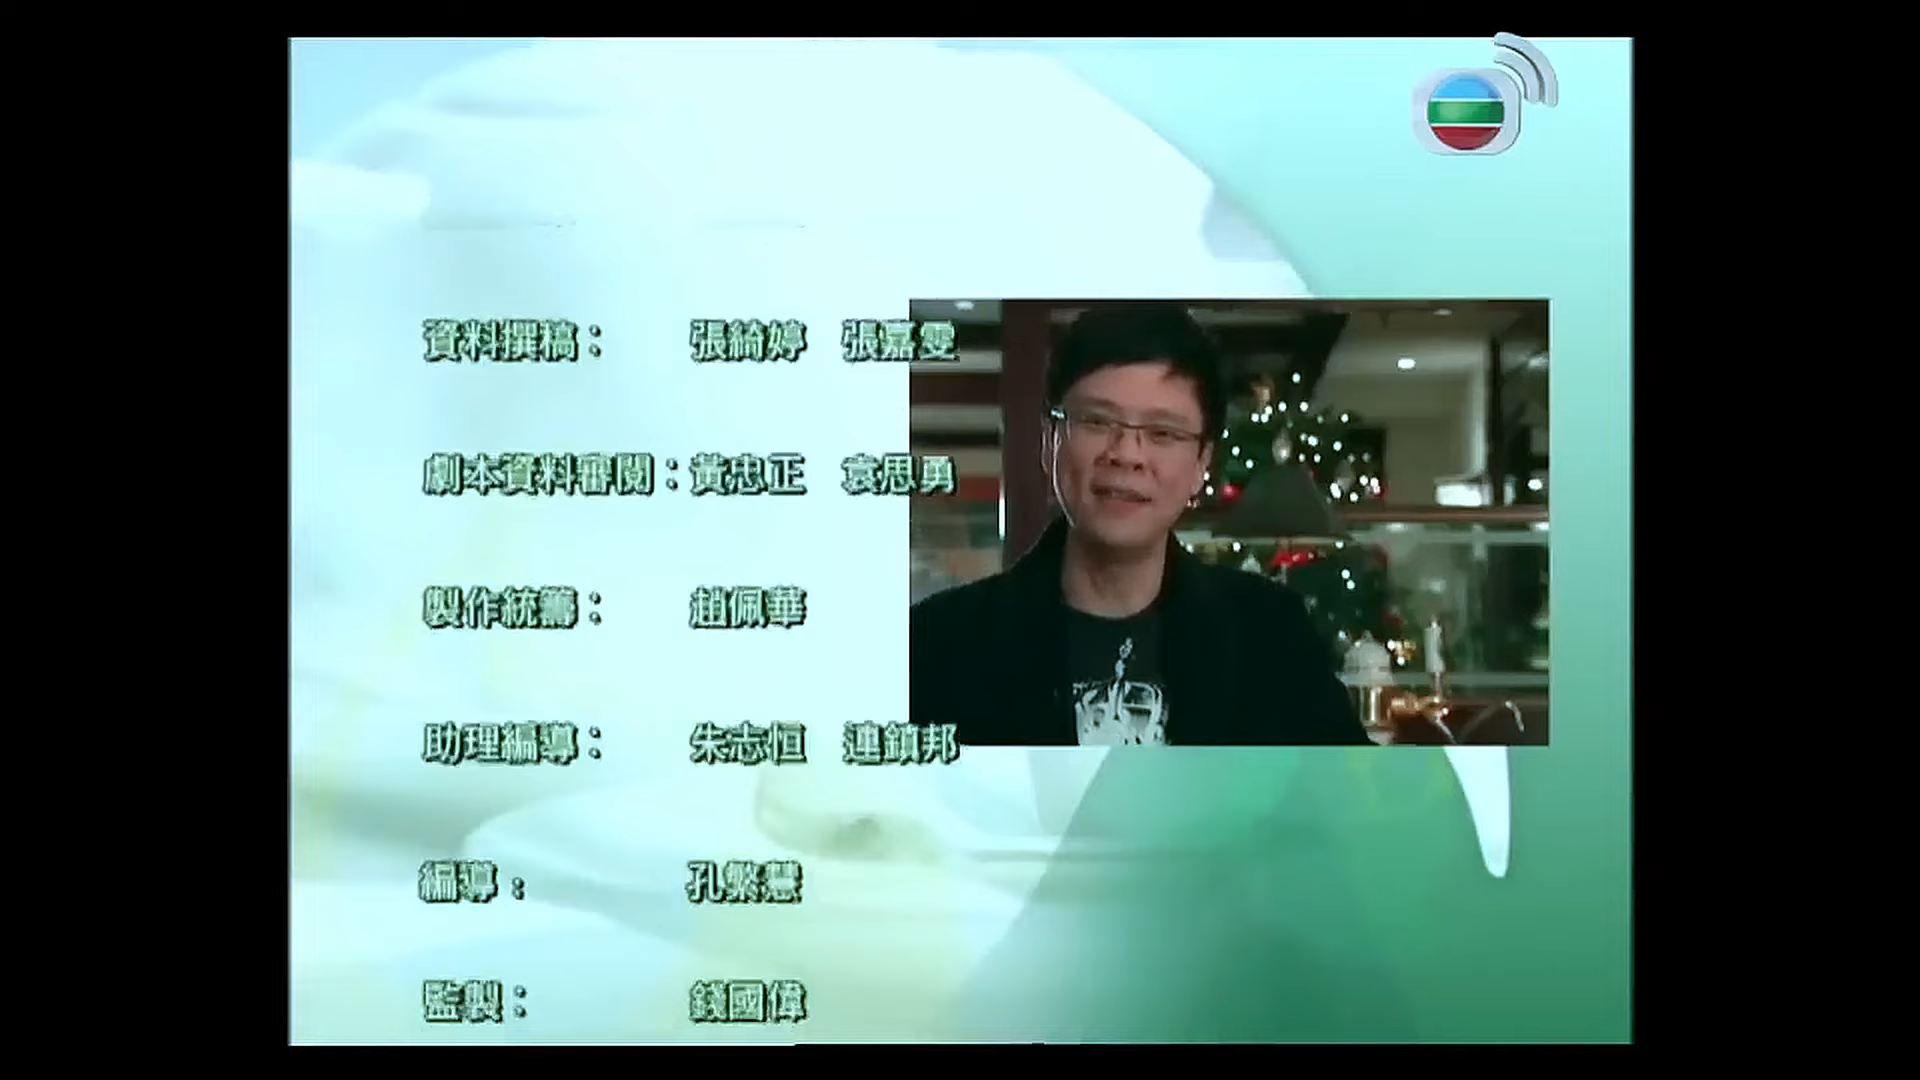 資料撰稿：　張綺婷　張嘉雯
劇本資料審閱：黃忠正　袁思勇
製作統籌：　趙佩華
助理編導：　朱志恒　連鎮邦
編導：　孔繁慧
監製：　錢國偉